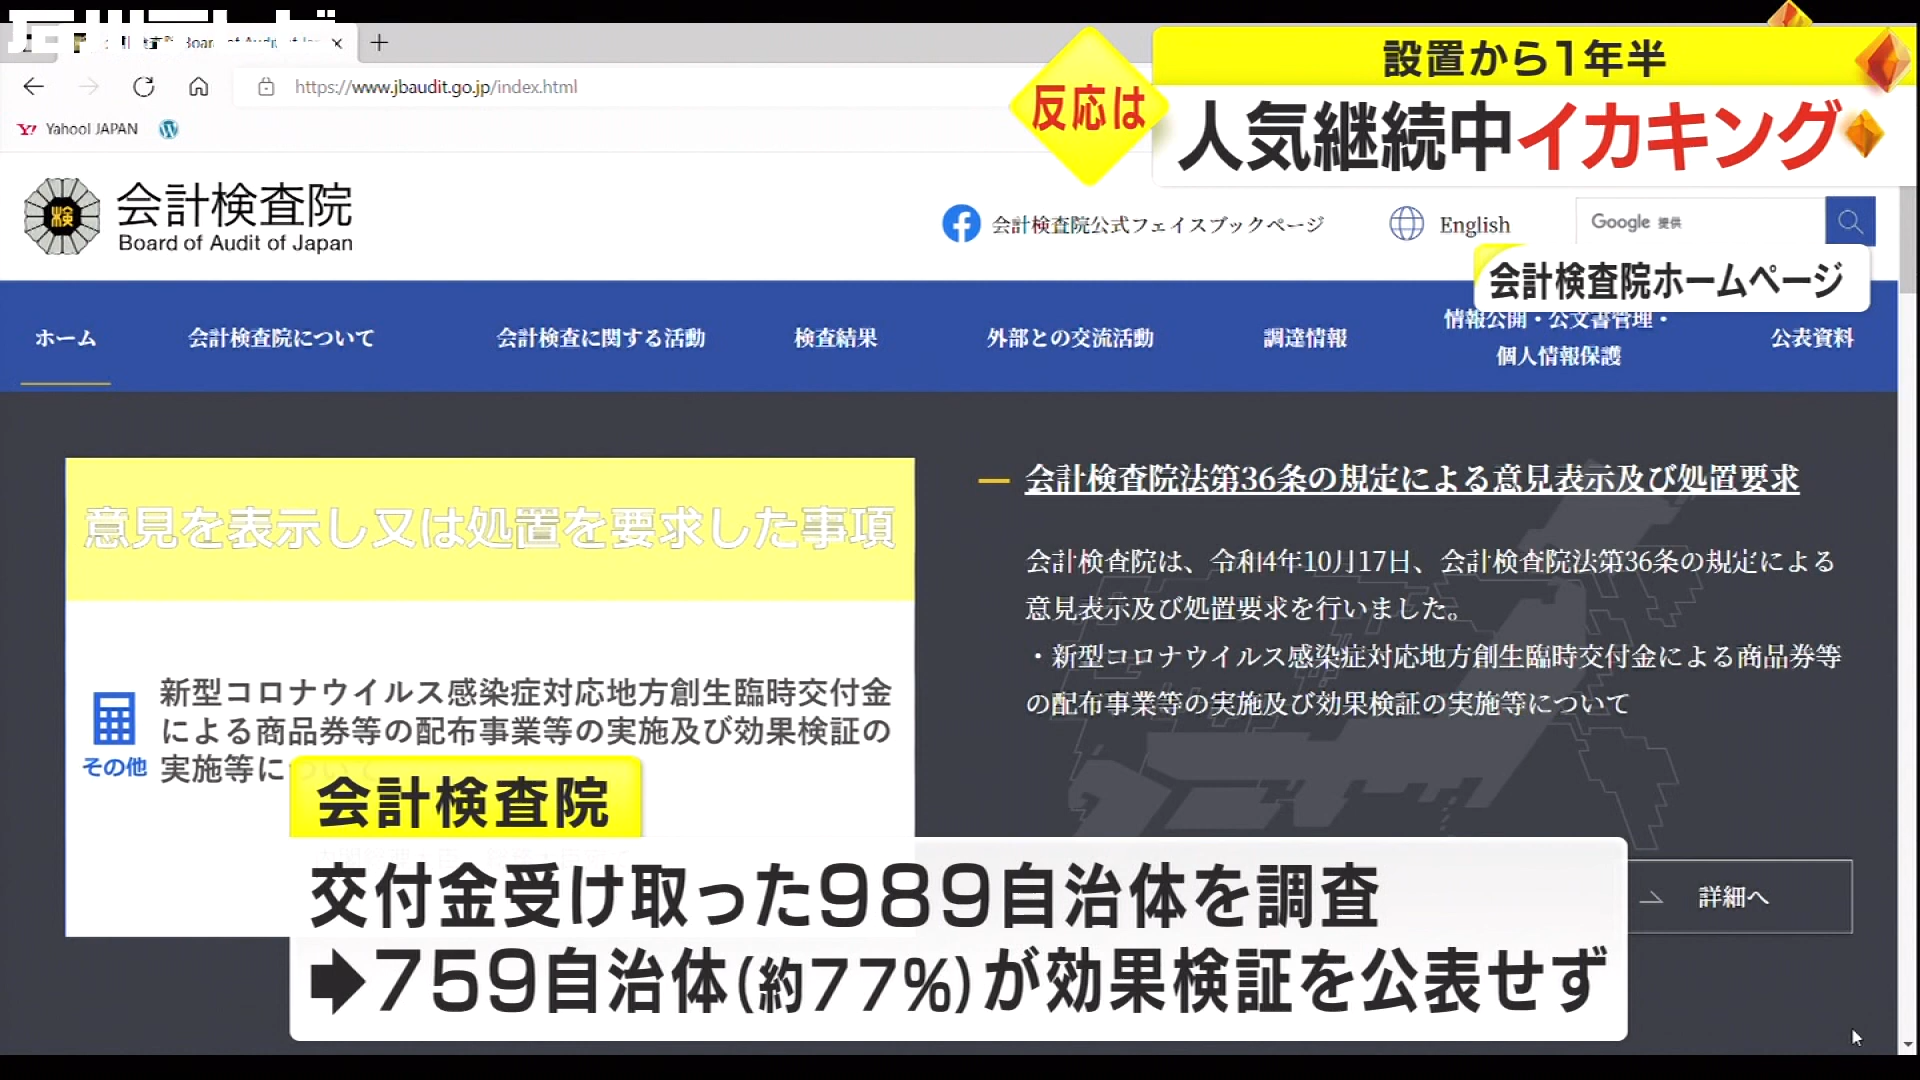 石川テレビ
https://www.jbaudit.go.jp/index.html
Yahoo! JAPAN
設置から1年半
反応は
人気継続中イカキング
検
会計検査院
Board of Audit of Japan
会計検査院公式フェイスブックページ
English
Google 提供
会計検査院ホームページ
ホーム
会計検査院について
会計検査に関する活動
検査結果
外部との交流活動
調達情報
情報公開・公文書管理・
個人情報保護
公表資料
意見を表示し又は処置を要求した事項
新型コロナウイルス感染症対応地方創生臨時交付金
による商品券等の配布事業等の実施及び効果検証の
実施等に
その他
会計検査院法第36条の規定による意見表示及び処置要求
会計検査院は、令和4年10月17日、会計検査院法第36条の規定による
意見表示及び処置要求を行いました。
・新型コロナウイルス感染症対応地方創生臨時交付金による商品券等
の配布事業等の実施及び効果検証の実施等について
詳細へ
会計検査院
交付金受け取った989自治体を調査
➡759自治体(約77%)が効果検証を公表せず